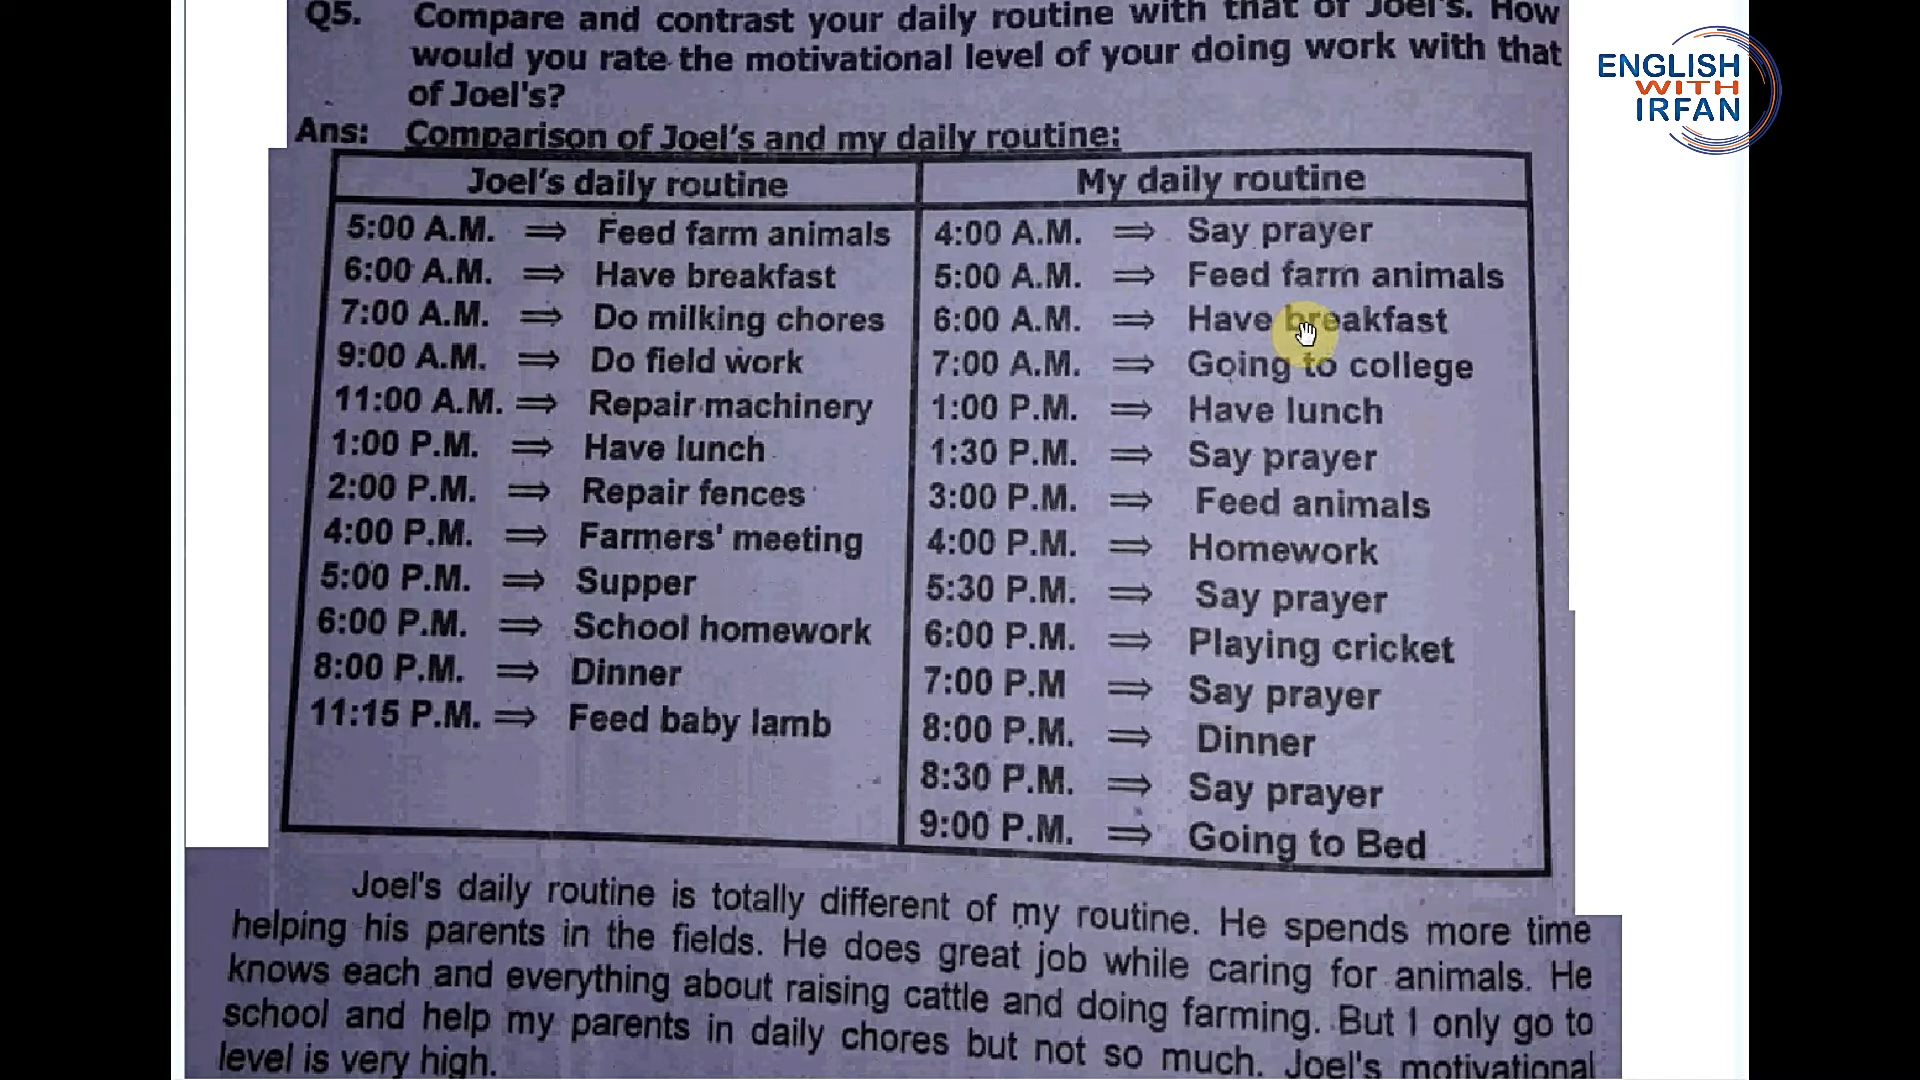 Q5. Compare and contrast your daily routine with that of Joel's. How
would you rate the motivational level of your doing work with that
of Joel's?
Ans: Comparison of Joel's and my daily routine:
Joel's daily routine
5:00 A.M. ⟹ Feed farm animals
6:00 A.M. ⟹ Have breakfast
7:00 A.M. ⟹ Do milking chores
9:00 A.M. ⟹ Do field work
11:00 A.M. ⟹ Repair machinery
1:00 P.M. ⟹ Have lunch
2:00 P.M. ⟹ Repair fences
4:00 P.M. ⟹ Farmers' meeting
5:00 P.M. ⟹ Supper
6:00 P.M. ⟹ School homework
8:00 P.M. ⟹ Dinner
11:15 P.M. ⟹ Feed baby lamb
My daily routine
4:00 A.M. ⟹ Say prayer
5:00 A.M. ⟹ Feed farm animals
6:00 A.M. ⟹ Have breakfast
7:00 A.M. ⟹ Going to college
1:00 P.M. ⟹ Have lunch
1:30 P.M. ⟹ Say prayer
3:00 P.M. ⟹ Feed animals
4:00 P.M. ⟹ Homework
5:30 P.M. ⟹ Say prayer
6:00 P.M. ⟹ Playing cricket
7:00 P.M ⟹ Say prayer
8:00 P.M. ⟹ Dinner
8:30 P.M. ⟹ Say prayer
9:00 P.M. ⟹ Going to Bed
Joel's daily routine is totally different of my routine. He spends more time
helping his parents in the fields. He does great job while caring for animals. He
knows each and everything about raising cattle and doing farming. But I only go to
school and help my parents in daily chores but not so much. Joel's motivational
level is very high.
ENGLISH
WITH
IRFAN